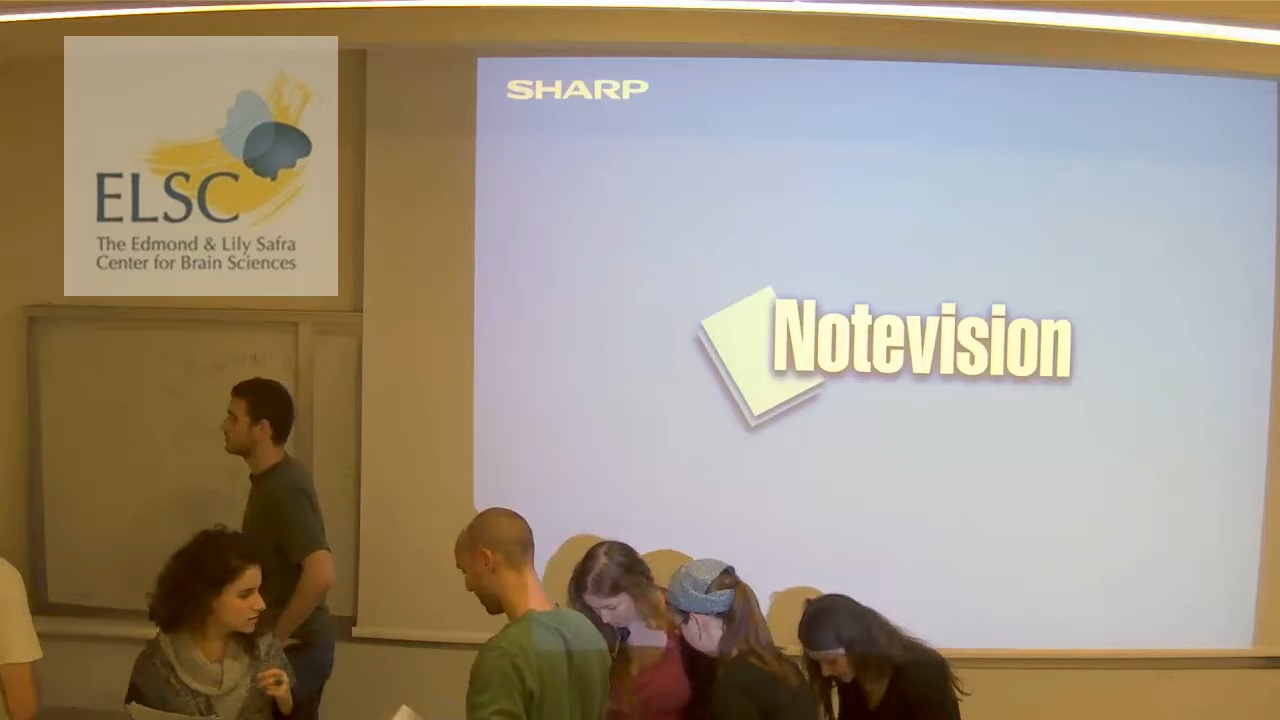 SHARP
ELSC
The Edmond & Lily Safra
Center for Brain Sciences
Notevision